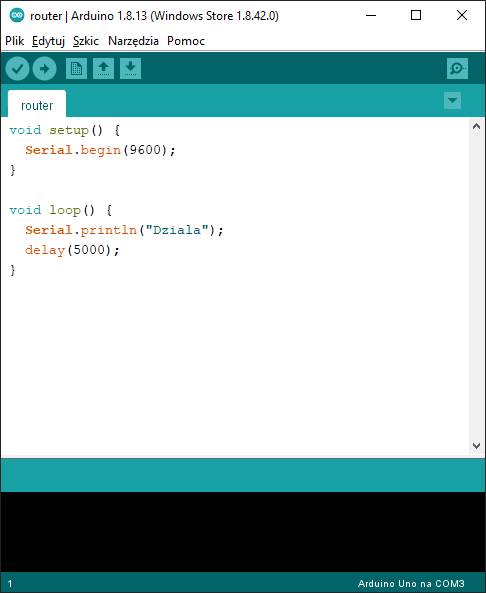 router | Arduino 1.8.13 (Windows Store 1.8.42.0)
Plik Edytuj Szkic Narzędzia Pomoc
router
void setup() {
  Serial.begin(9600);
}

void loop() {
  Serial.println("Dziala");
  delay(5000);
}
1 Arduino Uno na COM3